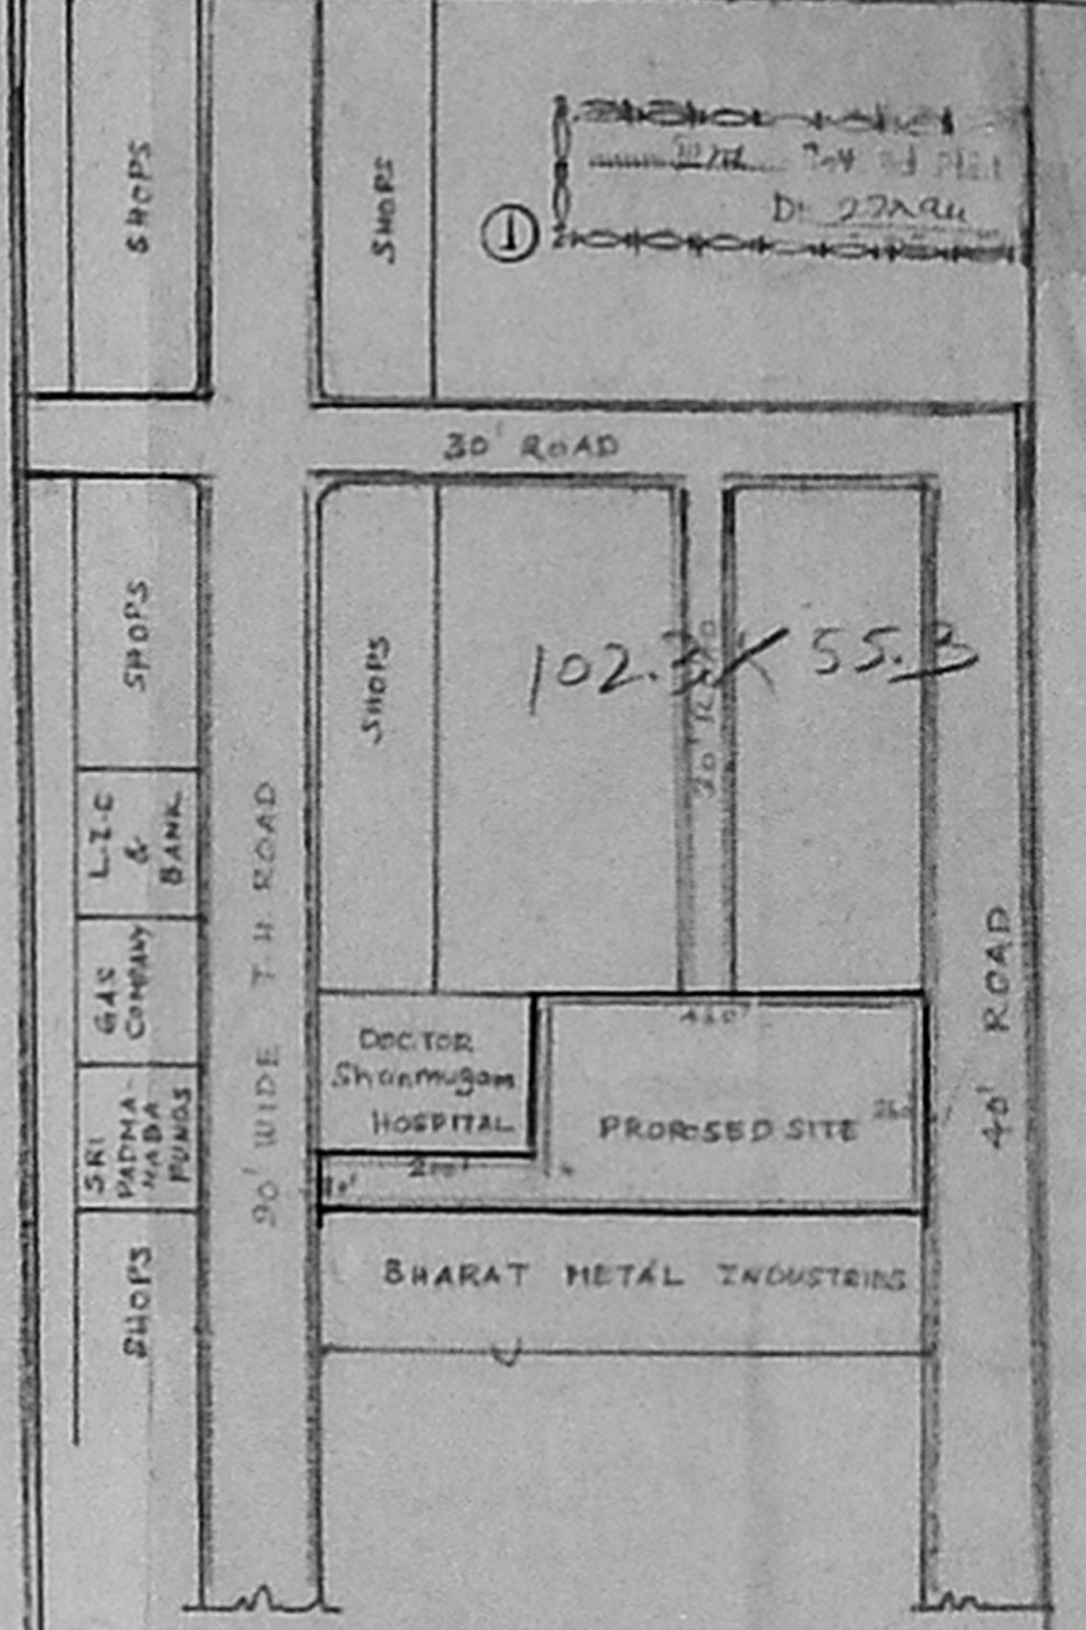 SHOPS
SHOPS
1
30' ROAD
SHOPS
SHOPS
102.3 X 55.3
L.I.C
&
BANK
GAS
COMPANY
SRI
PADMA-
NABA
FUNDS
SHOPS
90' WIDE T.H ROAD
DOCTOR
Shanmugam
HOSPITAL
200'
PROPOSED SITE
40' ROAD
BHARAT METAL INDUSTRIES